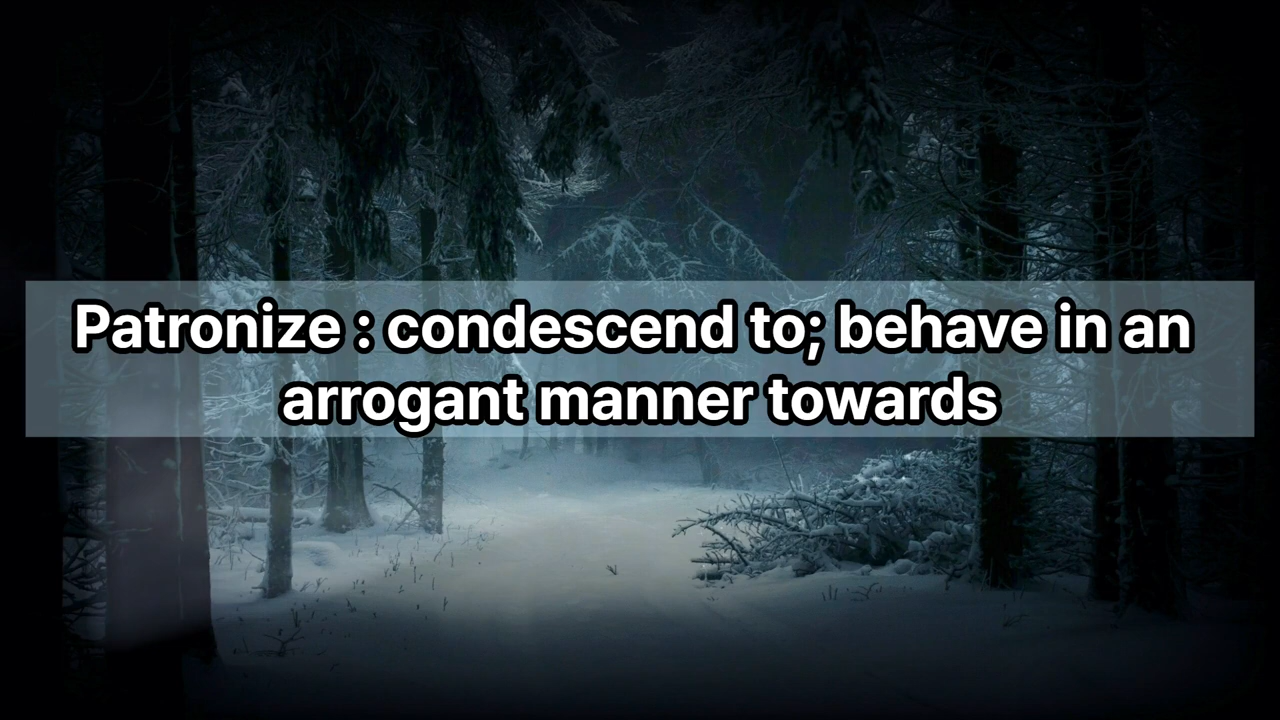 Patronize : condescend to; behave in an
arrogant manner towards